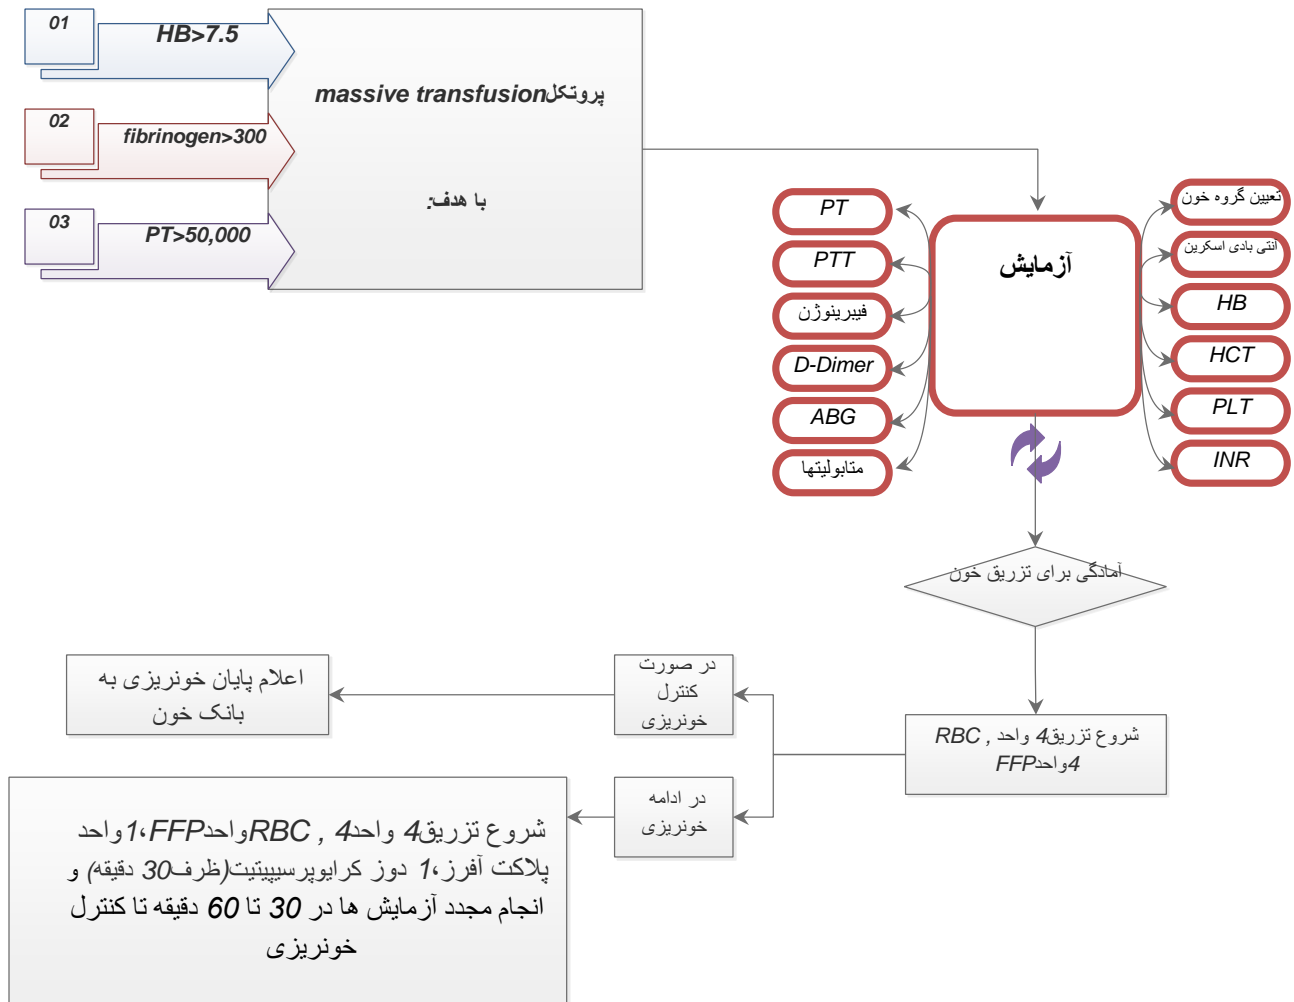 01
HB>7.5
02
fibrinogen>300
03
PT>50,000
پروتکلmassive transfusion
با هدف:
آزمایش
تعیین گروه خون
انتی بادی اسکرین
HB
HCT
PLT
INR
PT
PTT
فیبرینوژن
D-Dimer
ABG
متابولیتها
آمادگی برای تزریق خون
شروع تزریق4 واحد , RBC
4واحدFFP
در صورت
کنترل
خونریزی
اعلام پایان خونریزی به
بانک خون
در ادامه
خونریزی
شروع تزریق4 واحد4 , RBCواحدFFP،1واحد
پلاکت آفرز،1 دوز کرایوپرسیپیتیت(ظرف30 دقیقه) و
انجام مجدد آزمایش ها در 30 تا 60 دقیقه تا کنترل
خونریزی